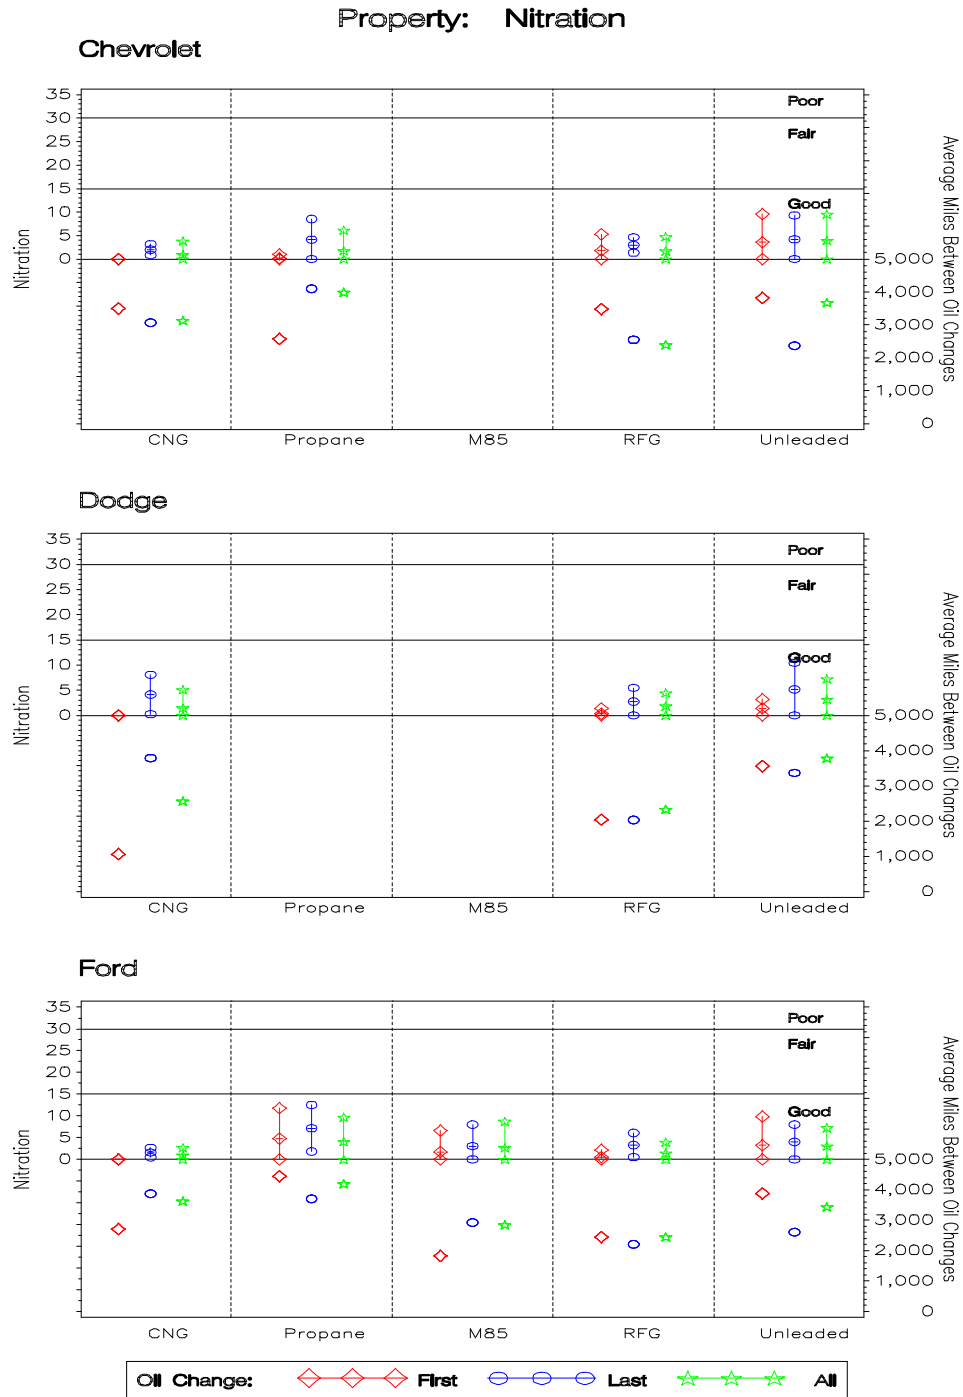 Property: Nitration
Chevrolet
35
30
25
20
15
10
5
0
Nitration
Poor
Fair
Good
5,000
4,000
3,000
2,000
1,000
0
Average Miles Between Oil Changes
CNG Propane M85 RFG Unleaded
Dodge
35
30
25
20
15
10
5
0
Nitration
Poor
Fair
Good
5,000
4,000
3,000
2,000
1,000
0
Average Miles Between Oil Changes
CNG Propane M85 RFG Unleaded
Ford
35
30
25
20
15
10
5
0
Nitration
Poor
Fair
Good
5,000
4,000
3,000
2,000
1,000
0
Average Miles Between Oil Changes
CNG Propane M85 RFG Unleaded
Oil Change: First Last All